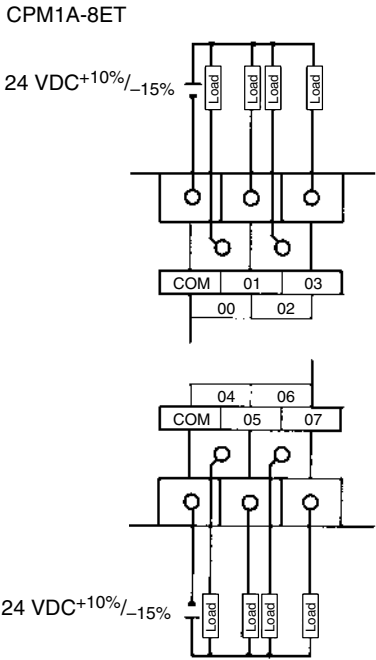 CPM1A-8ET
24 VDC+10%/–15%
Load Load Load Load
COM 01 03
00 02
04 06
COM 05 07
24 VDC+10%/–15%
Load Load Load Load